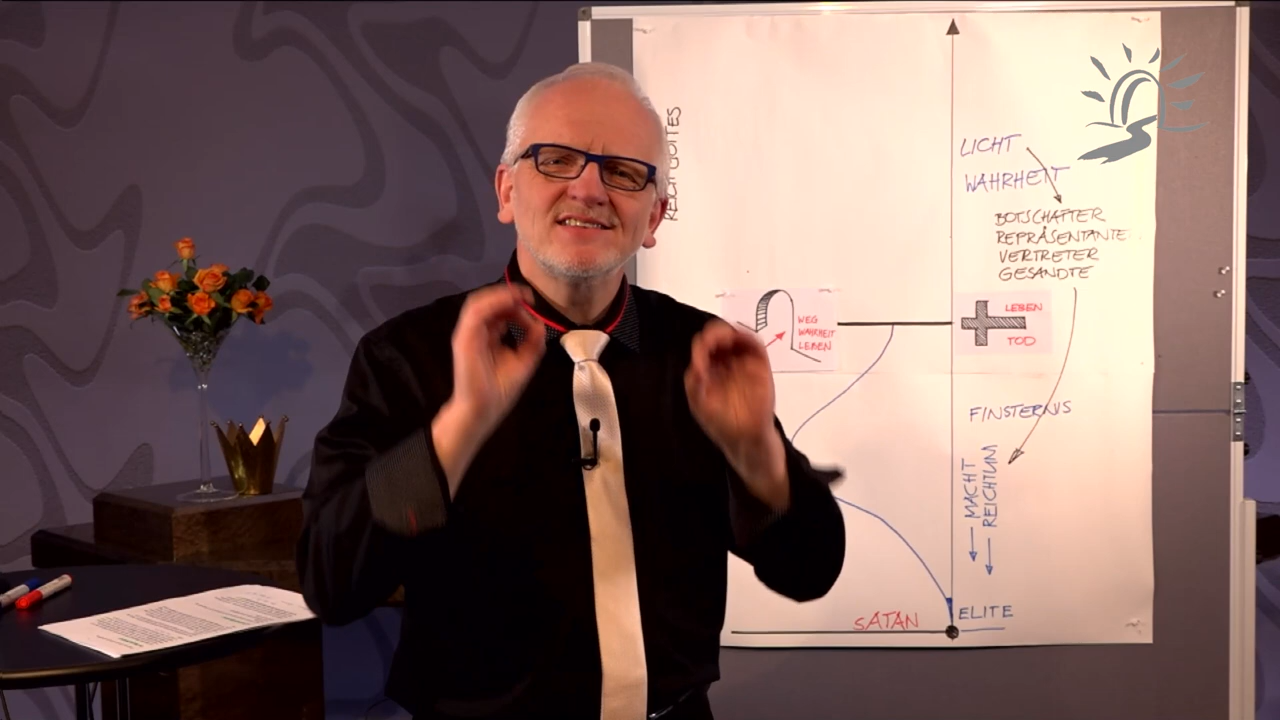 REICH GOTTES
LICHT
WAHRHEIT
BOTSCHAFTER
REPRÄSENTANTE
VERTRETER
GESANDTE
WEG
WAHRHEIT
LEBEN
LEBEN
TOD
FINSTERNIS
MACHT
REICHTUM
SATAN
ELITE